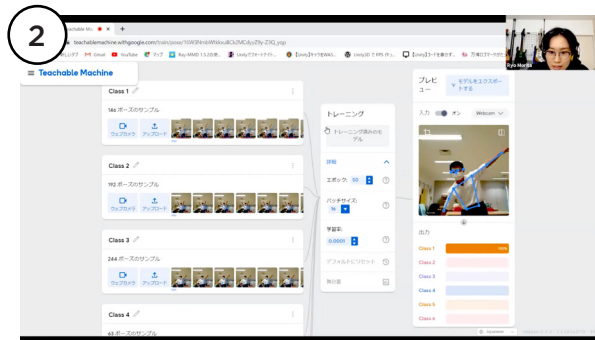 2
teachablemachine.withgoogle.com/train/pose/
Gmail
YouTube
マップ
Teachable Machine
Ryo Morita
Class 1
146 ポーズのサンプル
ウェブカメラ
アップロード
Class 2
192 ポーズのサンプル
ウェブカメラ
アップロード
Class 3
244 ポーズのサンプル
ウェブカメラ
アップロード
Class 4
63 ポーズのサンプル
トレーニング
トレーニング済みのモ
デル
詳細
エポック: 50
バッチサイズ:
16
学習率:
0.0001
デフォルトにリセット
プレビ
ュー
モデルをエクスポー
トする
入力
オン
Webcam
出力
Class 1
Class 2
Class 3
Class 4
Class 5
Class 6
Japanese